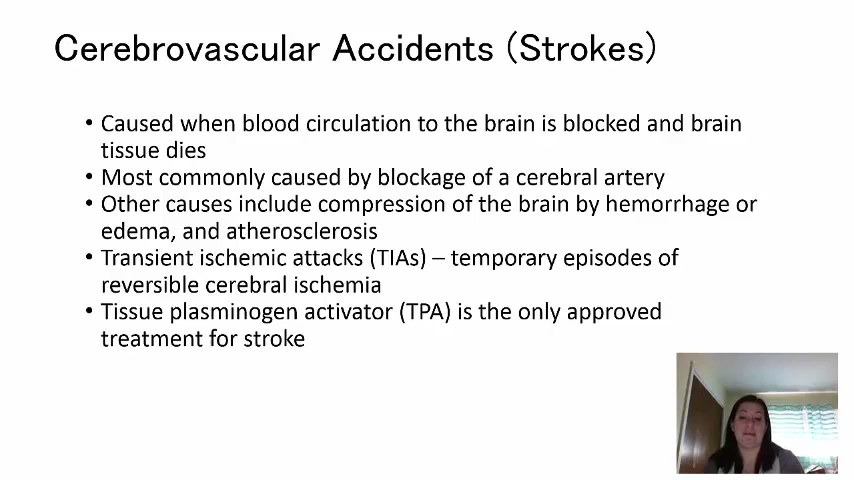 Cerebrovascular Accidents (Strokes)
• Caused when blood circulation to the brain is blocked and brain
tissue dies
• Most commonly caused by blockage of a cerebral artery
• Other causes include compression of the brain by hemorrhage or
edema, and atherosclerosis
• Transient ischemic attacks (TIAs) – temporary episodes of
reversible cerebral ischemia
• Tissue plasminogen activator (TPA) is the only approved
treatment for stroke